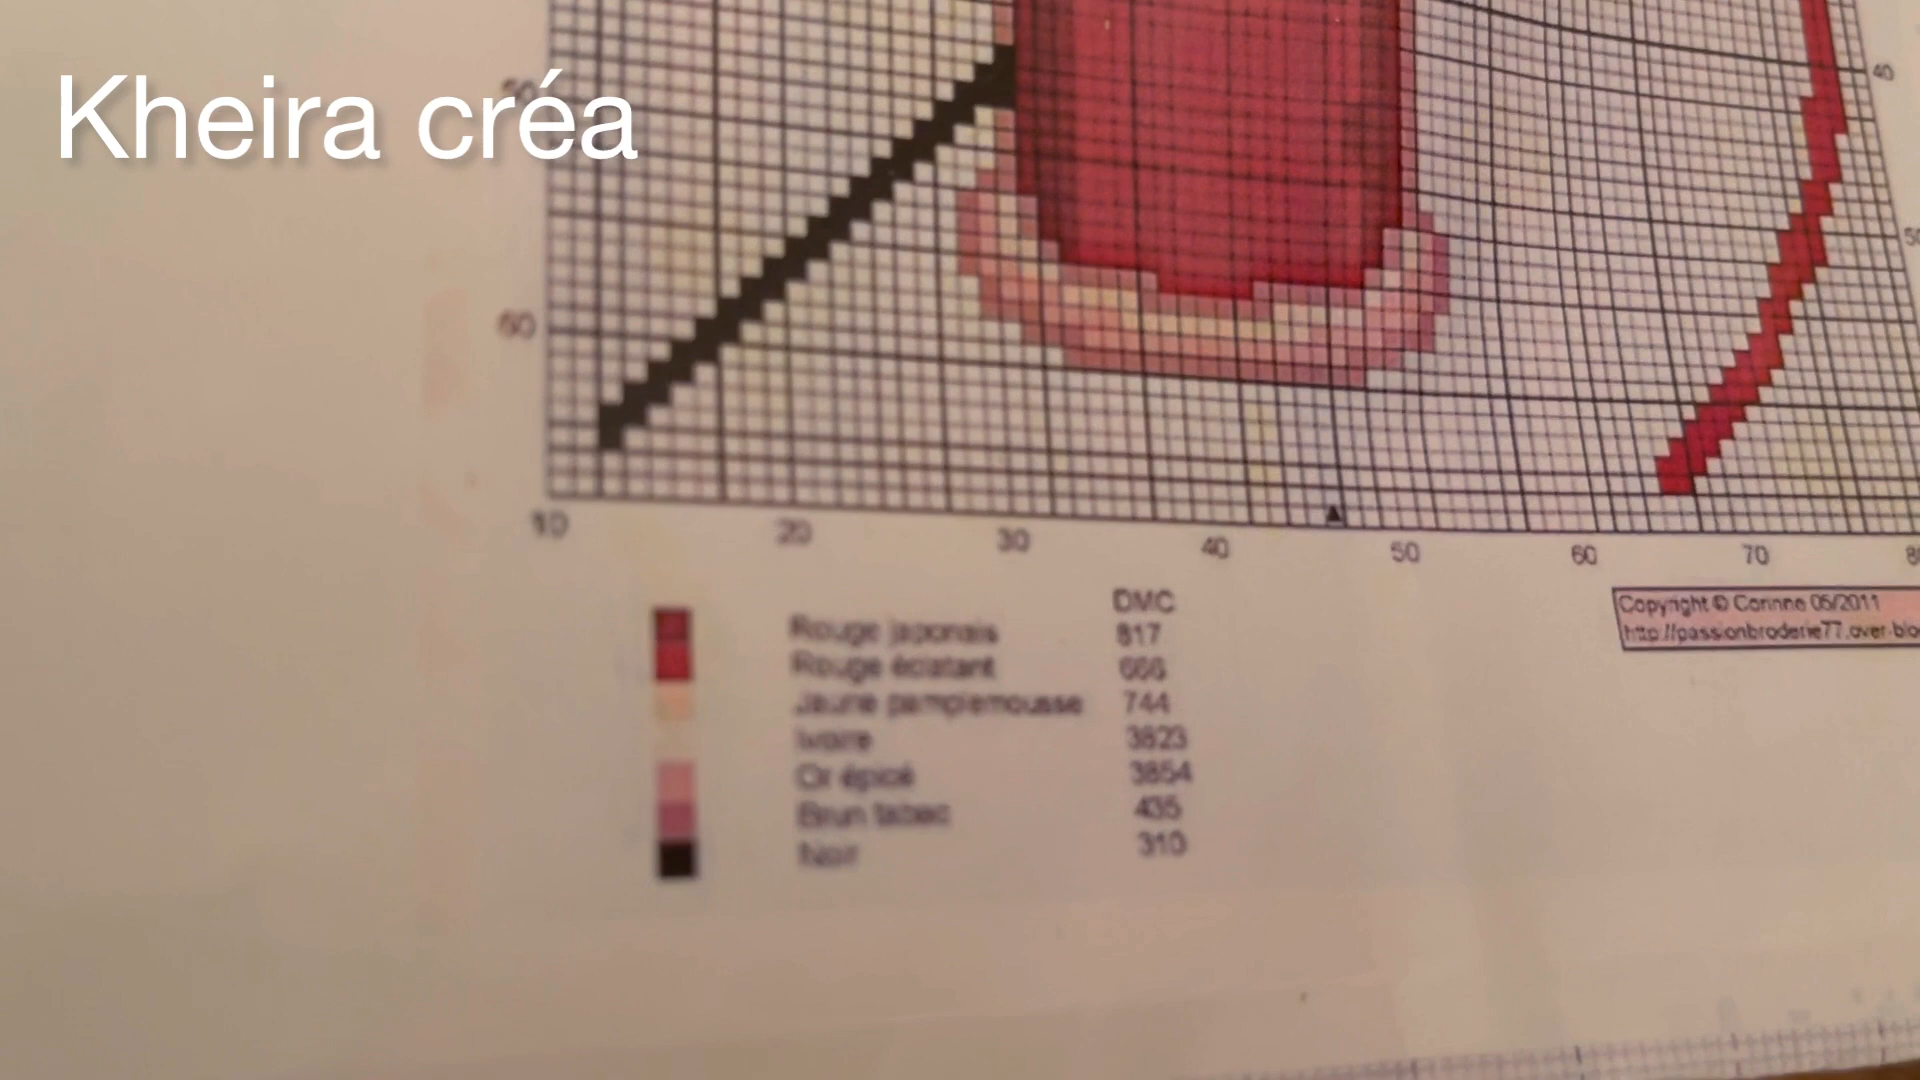 Kheira créa
40
50
60
10 20 30 40 50 60 70
DMC
Rouge japonais 817
Rouge éclatant 666
Jaune pamplemousse 744
Ivoire 3823
Or épicé 3854
Brun tabac 435
Noir 310
Copyright © Corinne 05/2011
http://passionbroderie77.over-blo